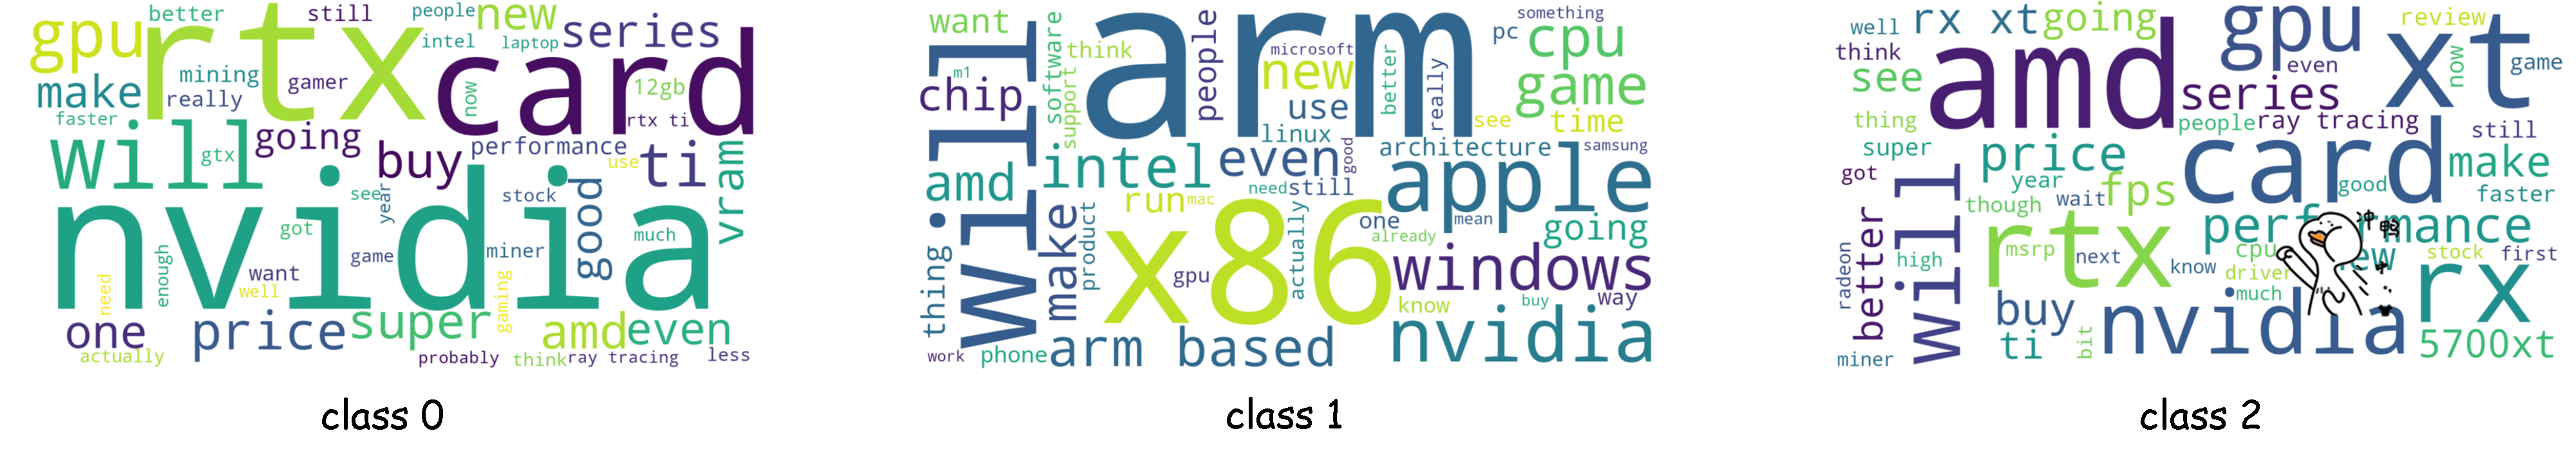 better still people new
gpu rtx intel laptop series
card
make mining gamer now 12gb
really
faster rtx ti
will gtx going buy performance use ti vram
nvidia
see year stock good
got much
enough want game miner
need well gaming
one price super amd even
actually probably think ray tracing less
class 0
want will software arm people microsoft something
think new pc cpu
m1 chip support use better really game
linux see time
amd intel even good architecture samsung
need still apple
run mac
thing make product x86 gpu actually one mean going
already
windows
know buy way
nvidia
work phone arm based
class 1
well rx xt going gpu xt review
think amd even now game
see series
thing people ray tracing still
super price card make
got year good faster
will though wait fps
better rtx performance
msrp cpu new stock first
radeon high next know driver rx
much
buy nvidia
miner ti bit 5700xt
冲鸭
class 2